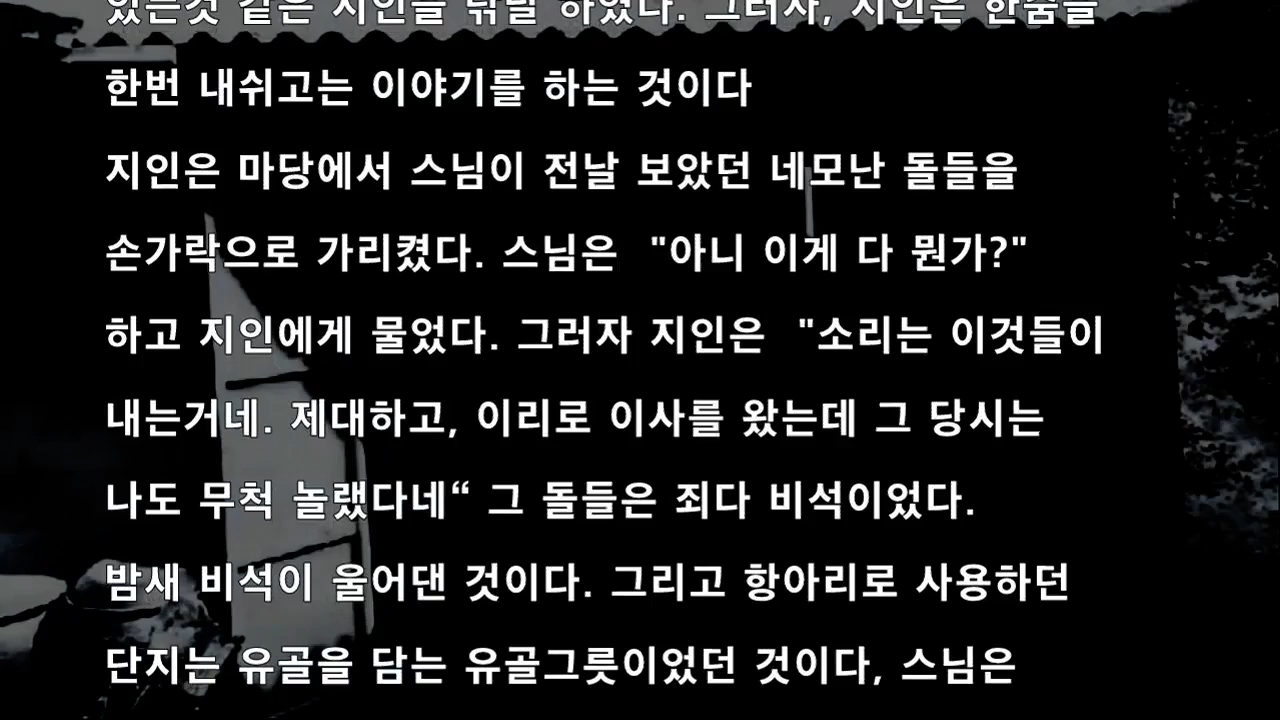 있는것 같은 지인을 닦달 하였다. 그러자, 지인은 한숨을
한번 내쉬고는 이야기를 하는 것이다
지인은 마당에서 스님이 전날 보았던 네모난 돌들을
손가락으로 가리켰다. 스님은 "아니 이게 다 뭔가?"
하고 지인에게 물었다. 그러자 지인은 "소리는 이것들이
내는거네. 제대하고, 이리로 이사를 왔는데 그 당시는
나도 무척 놀랬다네“ 그 돌들은 죄다 비석이었다.
밤새 비석이 울어댄 것이다. 그리고 항아리로 사용하던
단지는 유골을 담는 유골그릇이었던 것이다, 스님은